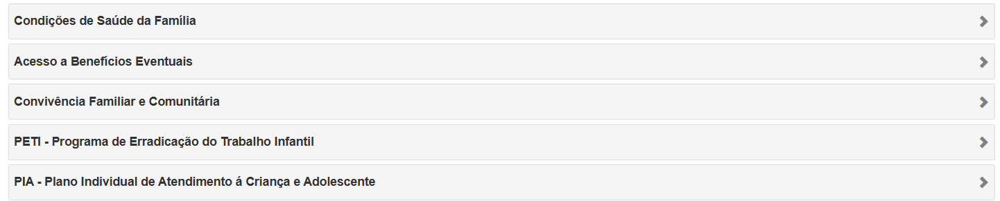 Condições de Saúde da Família
Acesso a Benefícios Eventuais
Convivência Familiar e Comunitária
PETI - Programa de Erradicação do Trabalho Infantil
PIA - Plano Individual de Atendimento á Criança e Adolescente